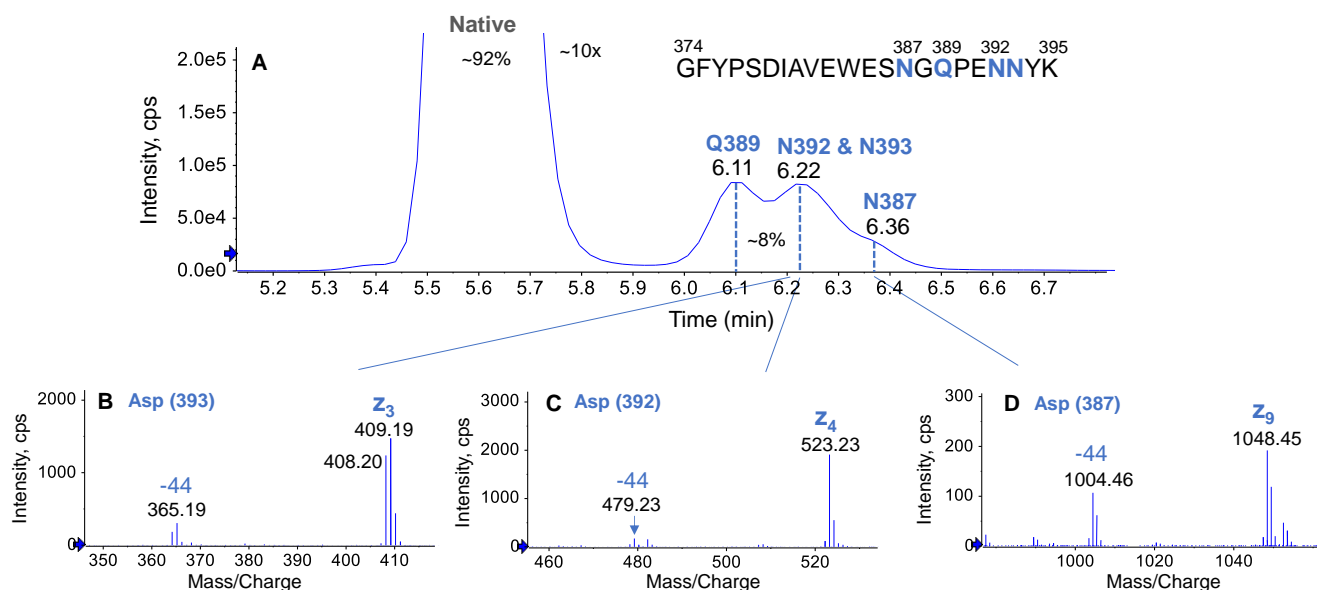 A
Native
~92%
~10x
374 387 389 392 395
GFYPSDIAVEWESNGQPENNYK
Q389
6.11
N392 & N393
6.22
N387
6.36
~8%
Intensity, cps
2.0e5
1.5e5
1.0e5
5.0e4
0.0e0
5.2 5.3 5.4 5.5 5.6 5.7 5.8 5.9 6.0 6.1 6.2 6.3 6.4 6.5 6.6 6.7
Time (min)
B Asp (393)
z3
409.19
408.20
-44
365.19
Intensity, cps
2000
1000
0
350 360 370 380 390 400 410
Mass/Charge
C Asp (392)
z4
523.23
-44
479.23
Intensity, cps
3000
2000
1000
0
460 480 500 520
Mass/Charge
D Asp (387)
z9
1048.45
-44
1004.46
Intensity, cps
300
200
100
0
1000 1020 1040
Mass/Charge